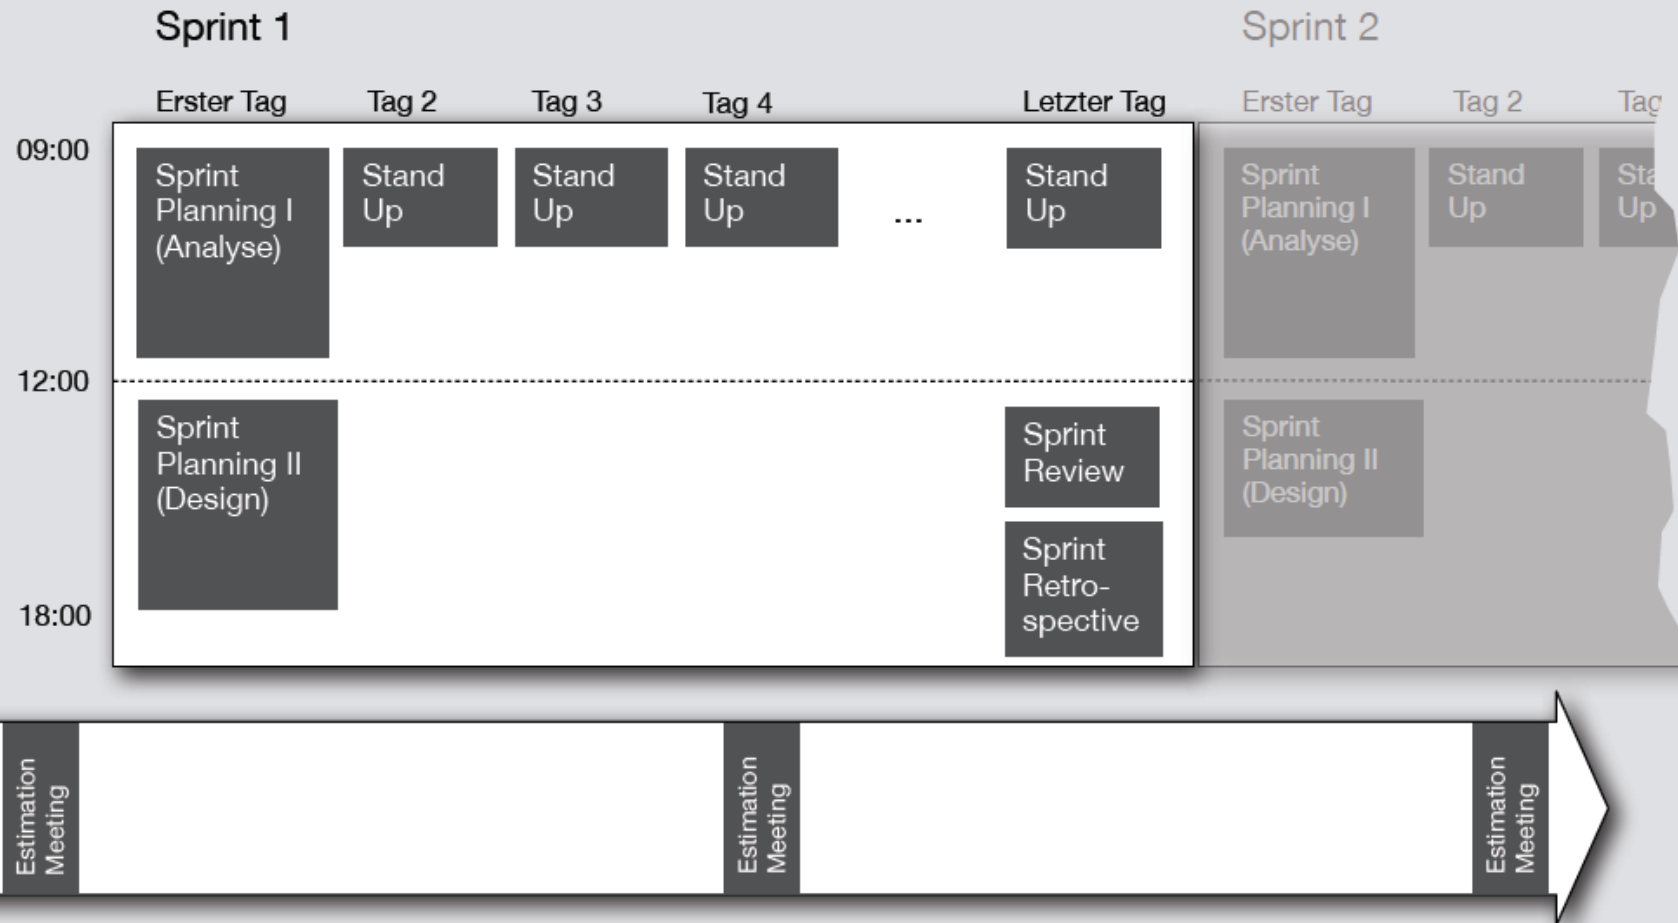 Sprint 1
Sprint 2
Erster Tag
Tag 2
Tag 3
Tag 4
Letzter Tag
Erster Tag
Tag 2
Tag
09:00
Sprint
Planning I
(Analyse)
Stand
Up
Stand
Up
Stand
Up
...
Stand
Up
Sprint
Planning I
(Analyse)
Stand
Up
Sta
Up
12:00
Sprint
Planning II
(Design)
Sprint
Review
Sprint
Retro-
spective
Sprint
Planning II
(Design)
18:00
Estimation
Meeting
Estimation
Meeting
Estimation
Meeting